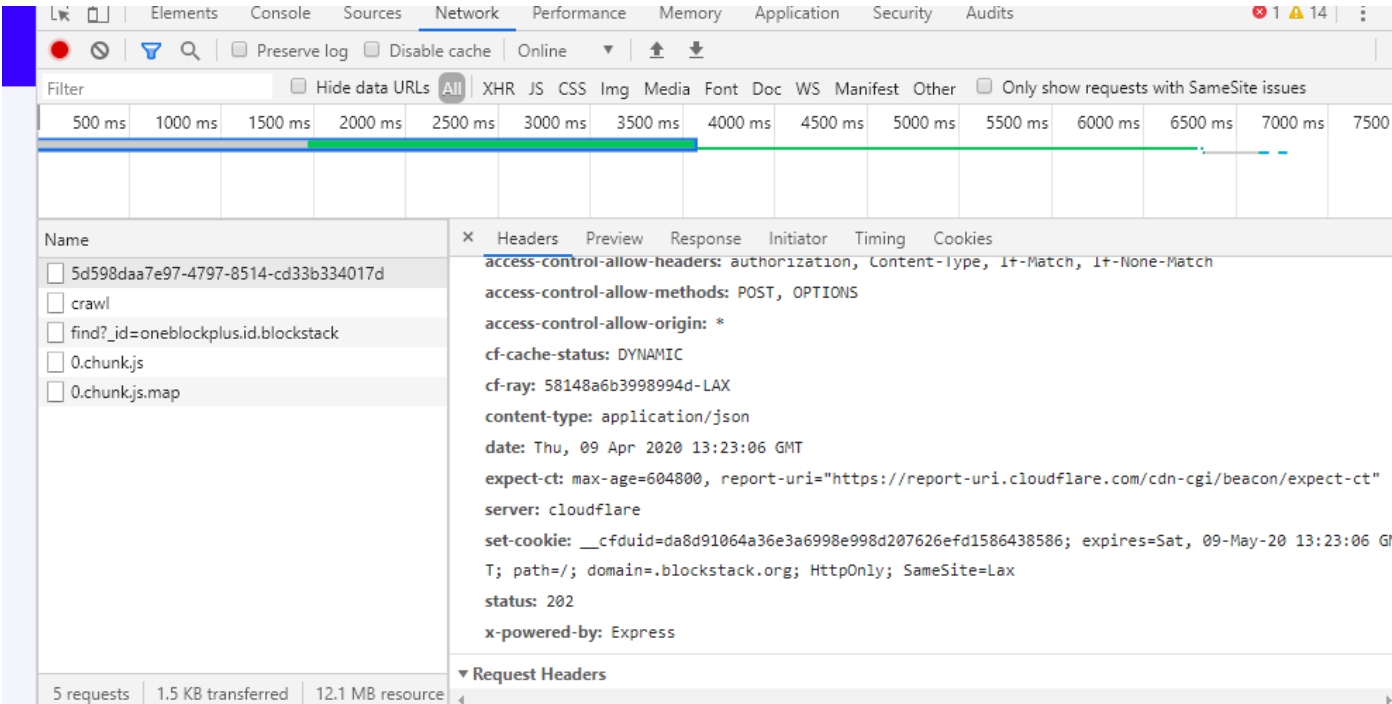 Elements Console Sources Network Performance Memory Application Security Audits 1 14
Preserve log Disable cache Online
Filter Hide data URLs All XHR JS CSS Img Media Font Doc WS Manifest Other Only show requests with SameSite issues
500 ms 1000 ms 1500 ms 2000 ms 2500 ms 3000 ms 3500 ms 4000 ms 4500 ms 5000 ms 5500 ms 6000 ms 6500 ms 7000 ms 7500
Name
5d598daa7e97-4797-8514-cd33b334017d
crawl
find?_id=oneblockplus.id.blockstack
0.chunk.js
0.chunk.js.map
5 requests 1.5 KB transferred 12.1 MB resource
× Headers Preview Response Initiator Timing Cookies
access-control-allow-headers: authorization, Content-Type, If-Match, If-None-Match
access-control-allow-methods: POST, OPTIONS
access-control-allow-origin: *
cf-cache-status: DYNAMIC
cf-ray: 58148a6b3998994d-LAX
content-type: application/json
date: Thu, 09 Apr 2020 13:23:06 GMT
expect-ct: max-age=604800, report-uri="https://report-uri.cloudflare.com/cdn-cgi/beacon/expect-ct"
server: cloudflare
set-cookie: __cfduid=da8d91064a36e3a6998e998d207626efd1586438586; expires=Sat, 09-May-20 13:23:06 GM
T; path=/; domain=.blockstack.org; HttpOnly; SameSite=Lax
status: 202
x-powered-by: Express
Request Headers